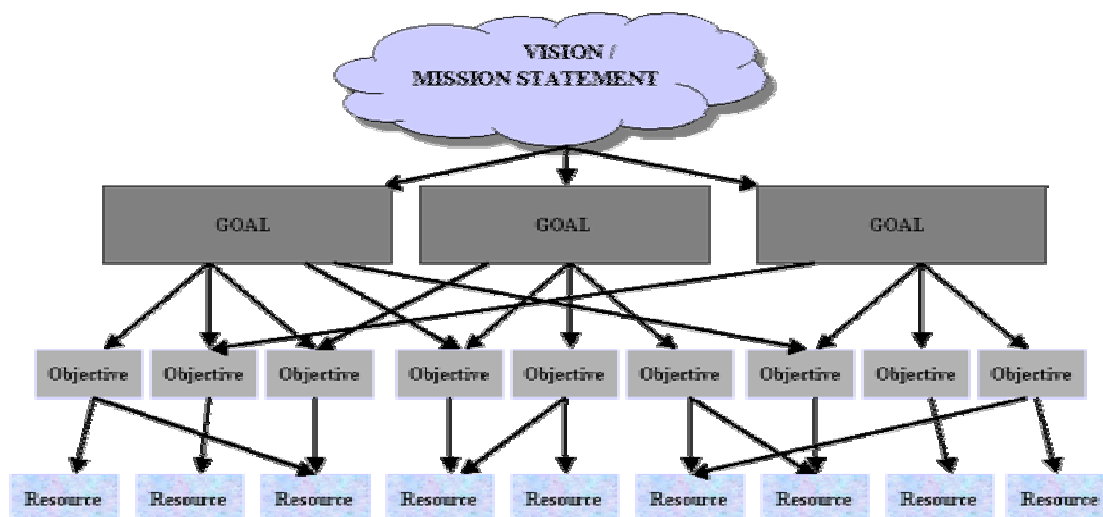 VISION /
MISSION STATEMENT
GOAL GOAL GOAL
Objective Objective Objective Objective Objective Objective Objective Objective Objective
Resource Resource Resource Resource Resource Resource Resource Resource Resource